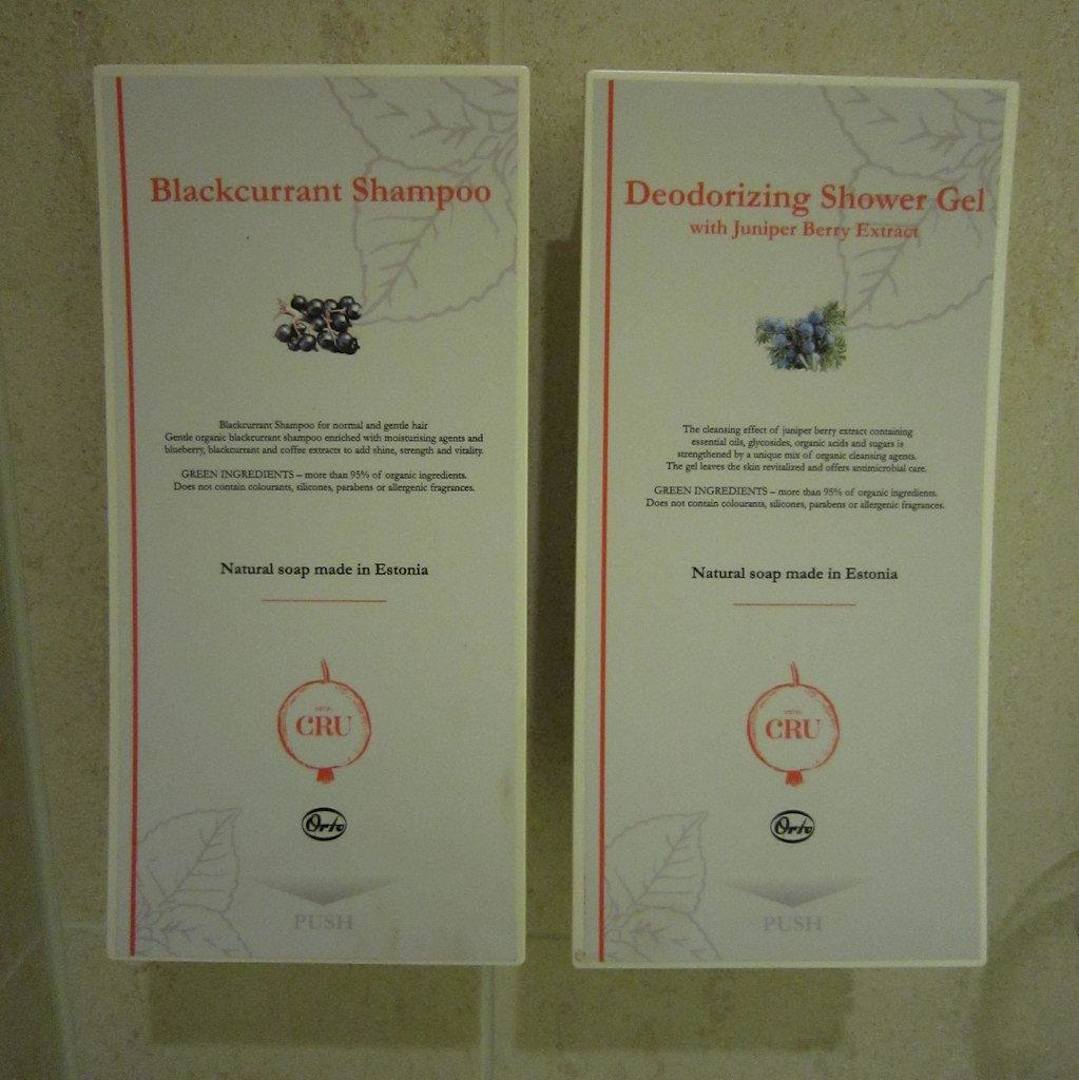 Blackcurrant Shampoo
Blackcurrant Shampoo for normal and gentle hair
Gentle organic blackcurrant shampoo enriched with moisturising agents and
blueberry, blackcurrant and coffee extracts to add shine, strength and vitality.
GREEN INGREDIENTS – more than 95% of organic ingredients.
Does not contain colourants, silicones, parabens or allergenic fragrances.
Natural soap made in Estonia
CRU
Orto
PUSH
Deodorizing Shower Gel
with Juniper Berry Extract
The cleansing effect of juniper berry extract containing
essential oils, glycosides, organic acids and sugars is
strengthened by a unique mix of organic cleansing agents.
The gel leaves the skin revitalized and offers antimicrobial care.
GREEN INGREDIENTS – more than 95% of organic ingredients.
Does not contain colourants, silicones, parabens or allergenic fragrances.
Natural soap made in Estonia
CRU
Orto
PUSH